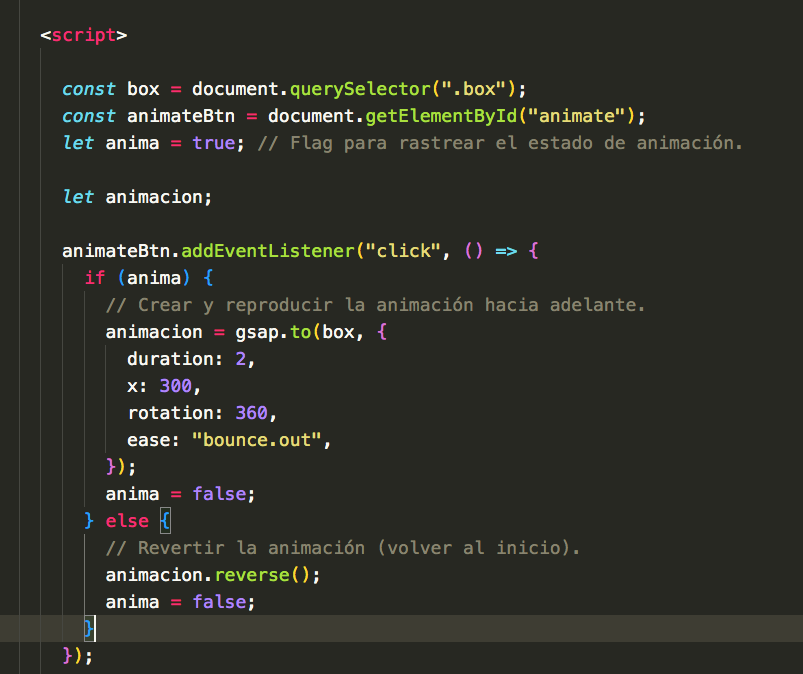 <script>
const box = document.querySelector(".box");
const animateBtn = document.getElementById("animate");
let anima = true; // Flag para rastrear el estado de animación.
let animacion;
animateBtn.addEventListener("click", () => {
if (anima) {
// Crear y reproducir la animación hacia adelante.
animacion = gsap.to(box, {
duration: 2,
x: 300,
rotation: 360,
ease: "bounce.out",
});
anima = false;
} else {
// Revertir la animación (volver al inicio).
animacion.reverse();
anima = false;
}
});